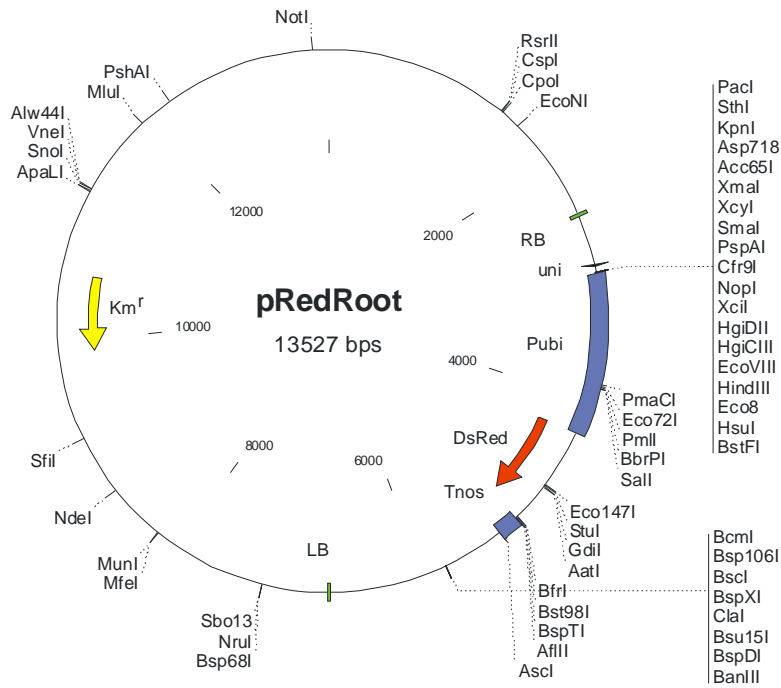 NotI
RsrII
CspI
CpoI
EcoNI
PshAI
MluI
Alw44I
VneI
SnoI
ApaLI
PacI
SthI
KpnI
Asp718
Acc65I
XmaI
XcyI
SmaI
PspAI
Cfr9I
NopI
XciI
HgiDII
HgiCIII
EcoVIII
HindIII
Eco8
HsuI
BstFI
12000
2000
RB
uni
pRedRoot
13527 bps
Km r
10000
Pubi
4000
PmaCI
Eco72I
PmlI
BbrPI
SalI
DsRed
Tnos
8000
6000
SfiI
NdeI
MunI
MfeI
Eco147I
StuI
GdiI
AatI
LB
Sbo13
NruI
Bsp68I
BfrI
Bst98I
BspTI
AflII
AscI
BcmI
Bsp106I
BscI
BspXI
ClaI
Bsu15I
BspDI
BanIII